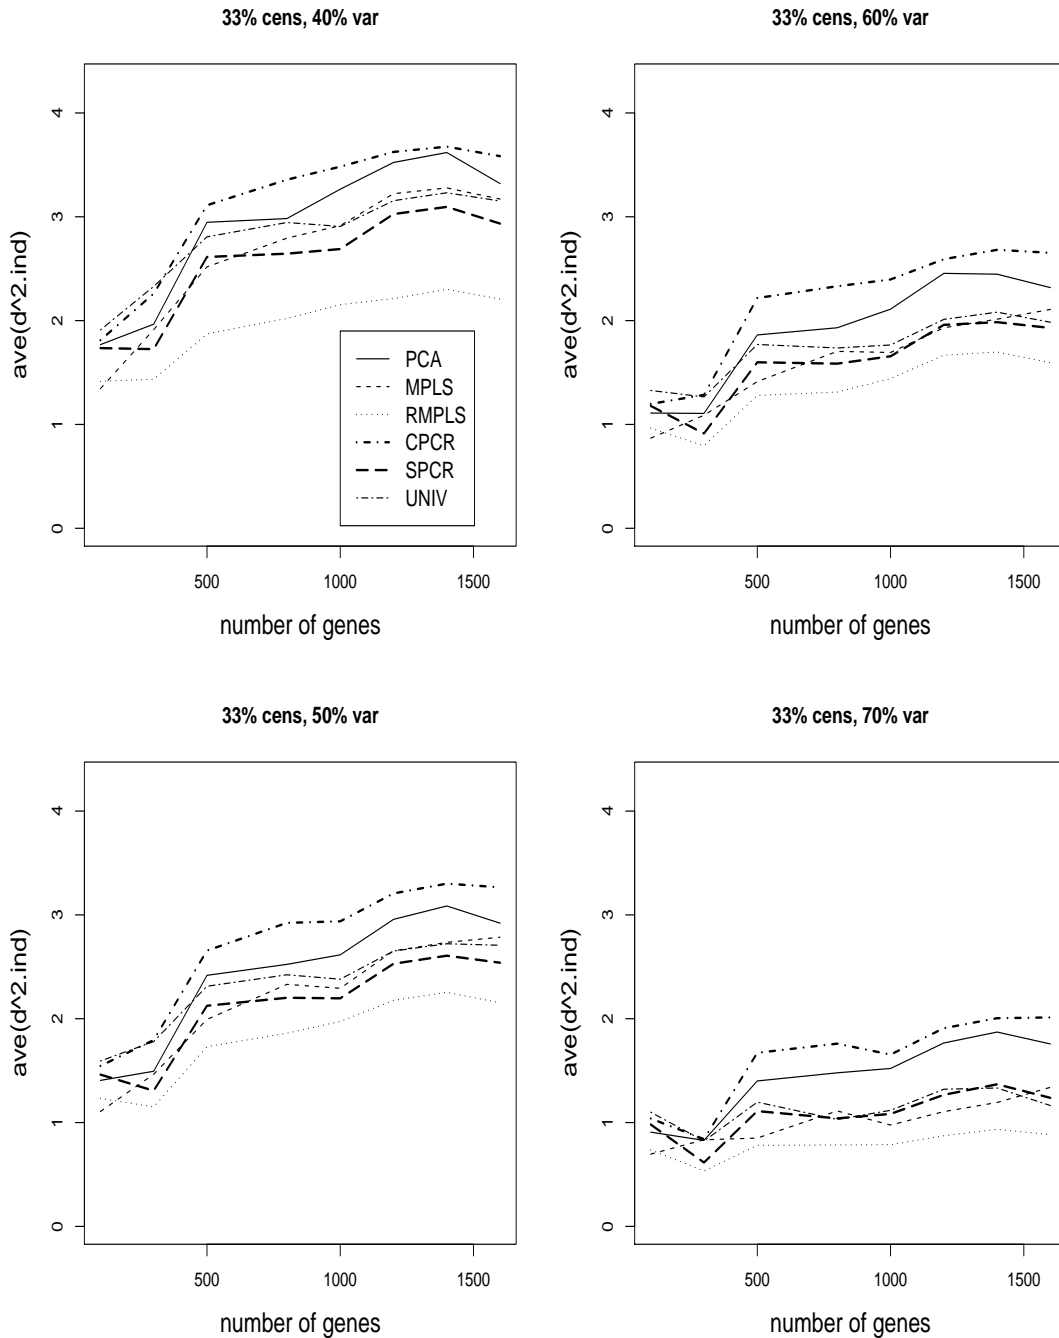 33% cens, 40% var
ave(d^2.ind)
4
3
2
1
0
PCA
MPLS
RMPLS
CPCR
SPCR
UNIV
500 1000 1500
number of genes
33% cens, 60% var
ave(d^2.ind)
4
3
2
1
0
500 1000 1500
number of genes
33% cens, 50% var
ave(d^2.ind)
4
3
2
1
0
500 1000 1500
number of genes
33% cens, 70% var
ave(d^2.ind)
4
3
2
1
0
500 1000 1500
number of genes